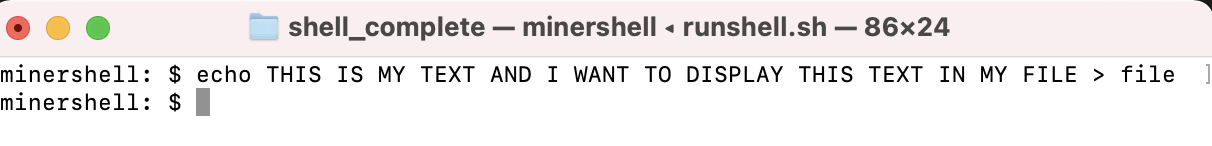 shell_complete — minershell ◂ runshell.sh — 86×24
minershell: $ echo THIS IS MY TEXT AND I WANT TO DISPLAY THIS TEXT IN MY FILE > file ]
minershell: $